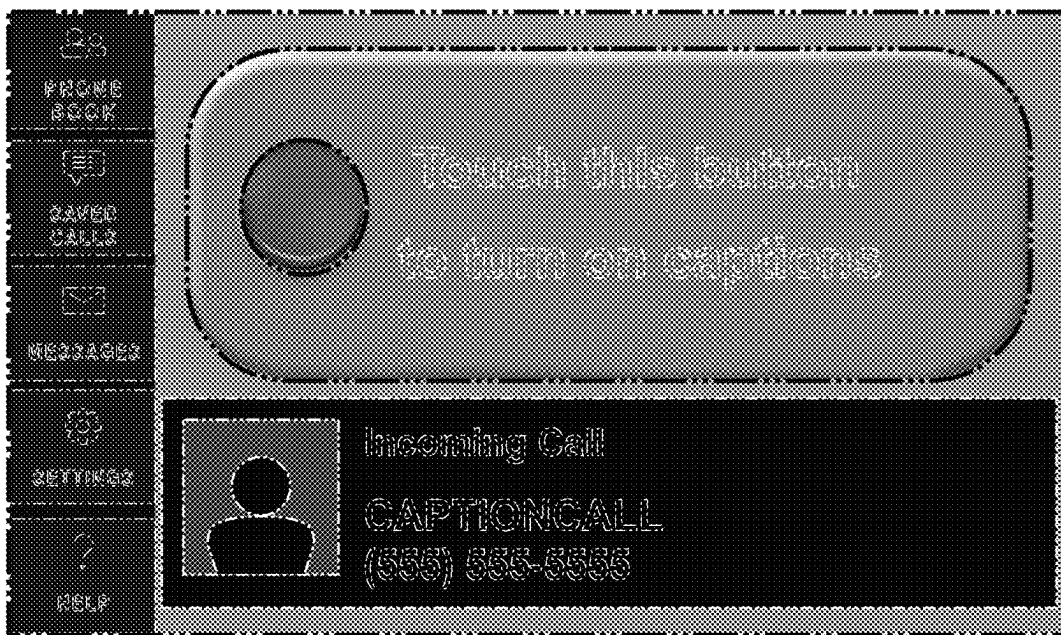 PHONE
BOOK
SAVED
CALLS
MESSAGES
SETTINGS
HELP
Touch this button
to turn on captions
Incoming Call
CAPTIONCALL
(555) 555-5555